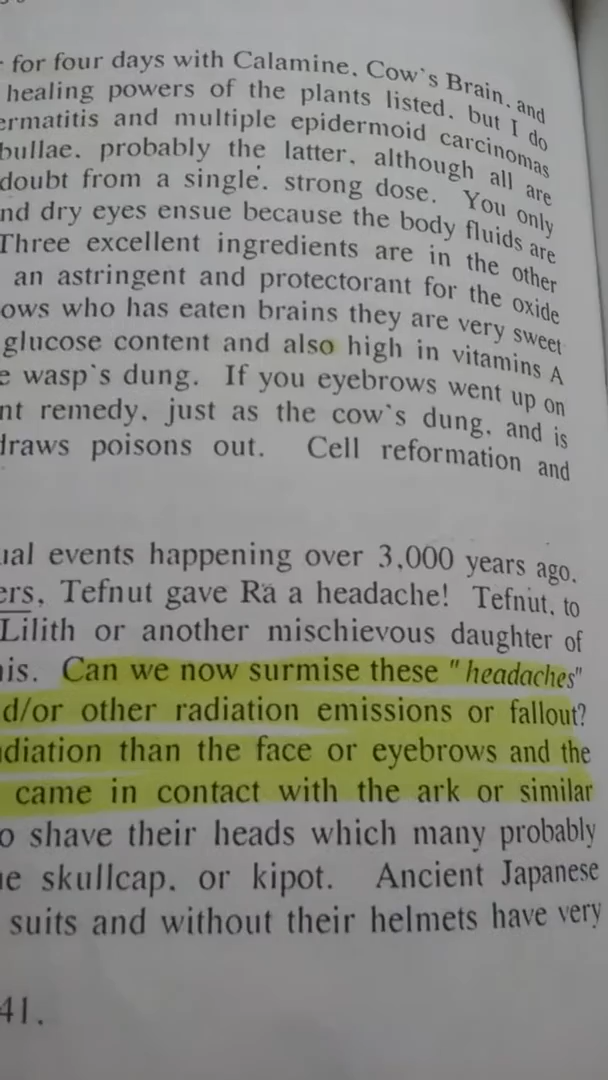 for four days with Calamine, Cow`s Brain, and
healing powers of the plants listed, but I do
ermatitis and multiple epidermoid carcinomas
bullae, probably the latter, although all are
doubt from a single, strong dose. You only
nd dry eyes ensue because the body fluids are
Three excellent ingredients are in the other
an astringent and protectorant for the oxide
ows who has eaten brains they are very sweet
glucose content and also high in vitamins A
e wasp`s dung. If you eyebrows went up on
nt remedy, just as the cow`s dung, and is
draws poisons out. Cell reformation and
ual events happening over 3,000 years ago.
ers, Tefnut gave Ra a headache! Tefnut, to
Lilith or another mischievous daughter of
is. Can we now surmise these "headaches"
d/or other radiation emissions or fallout?
diation than the face or eyebrows and the
came in contact with the ark or similar
o shave their heads which many probably
e skullcap, or kipot. Ancient Japanese
suits and without their helmets have very
41.